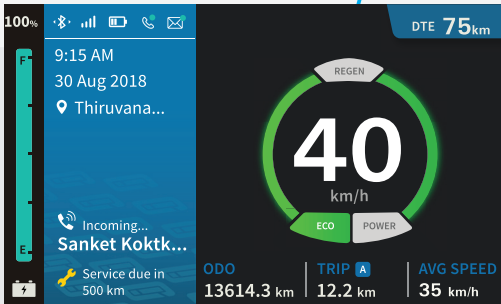 100%
F
E
9:15 AM
30 Aug 2018
Thiruvana...
Incoming...
Sanket Koktk...
Service due in
500 km
DTE 75km
REGEN
40
km/h
ECO POWER
ODO
13614.3 km
TRIP A
12.2 km
AVG SPEED
35 km/h